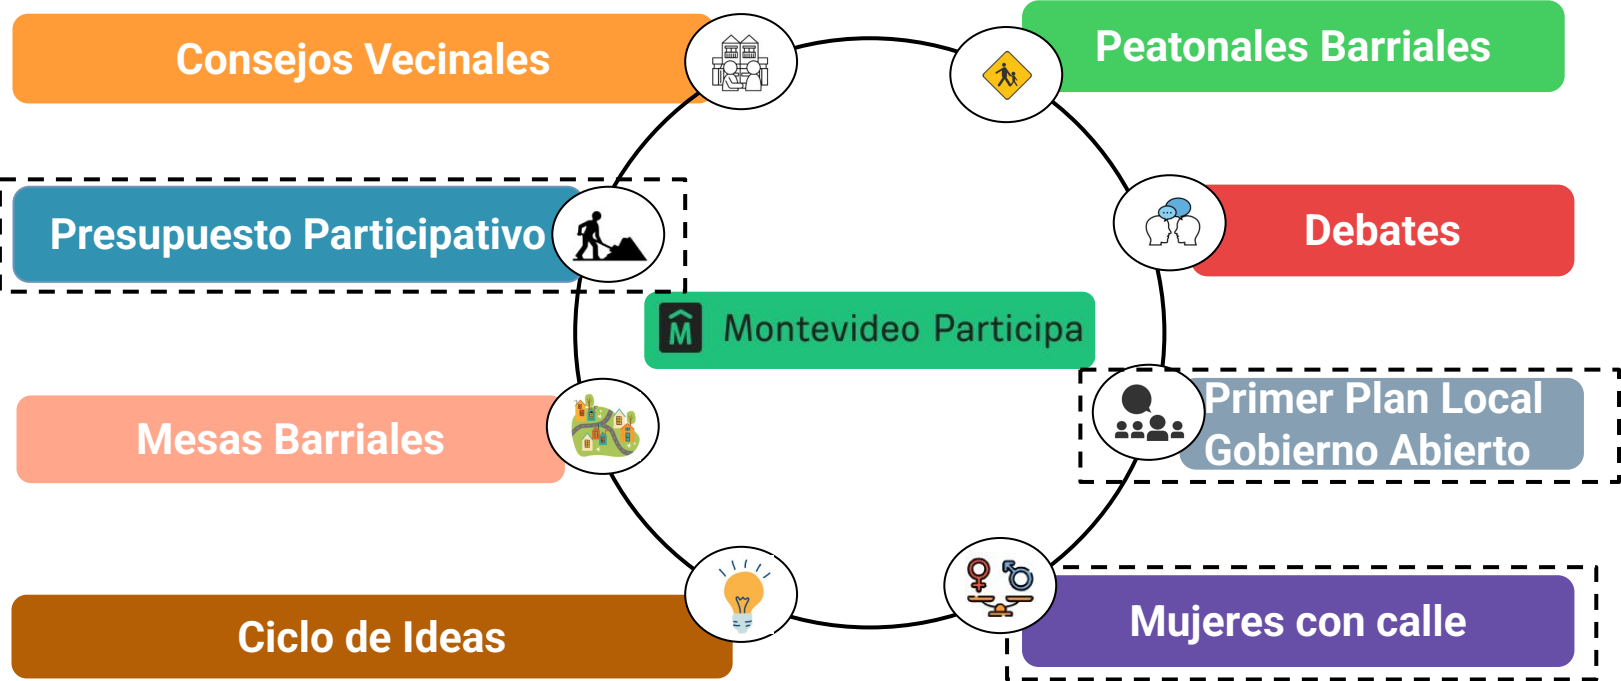 Consejos Vecinales
Peatonales Barriales
Presupuesto Participativo
Debates
M Montevideo Participa
Mesas Barriales
Primer Plan Local
Gobierno Abierto
Ciclo de Ideas
Mujeres con calle